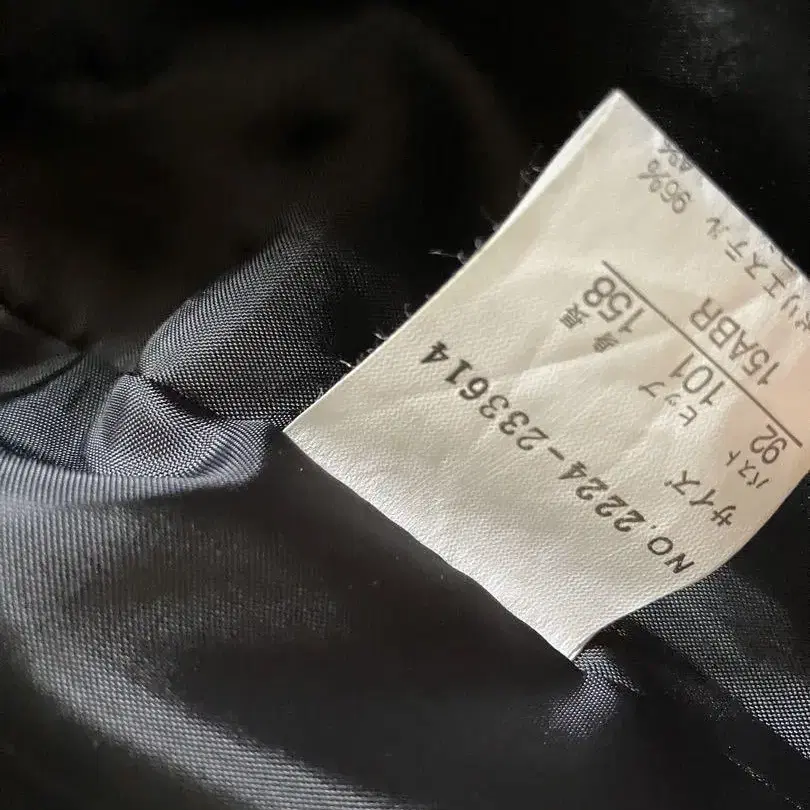 NO.2224-233614
サイズ
バスト ヒップ 身長
92 101 158
15ABR
ポリエステル 96%
4%